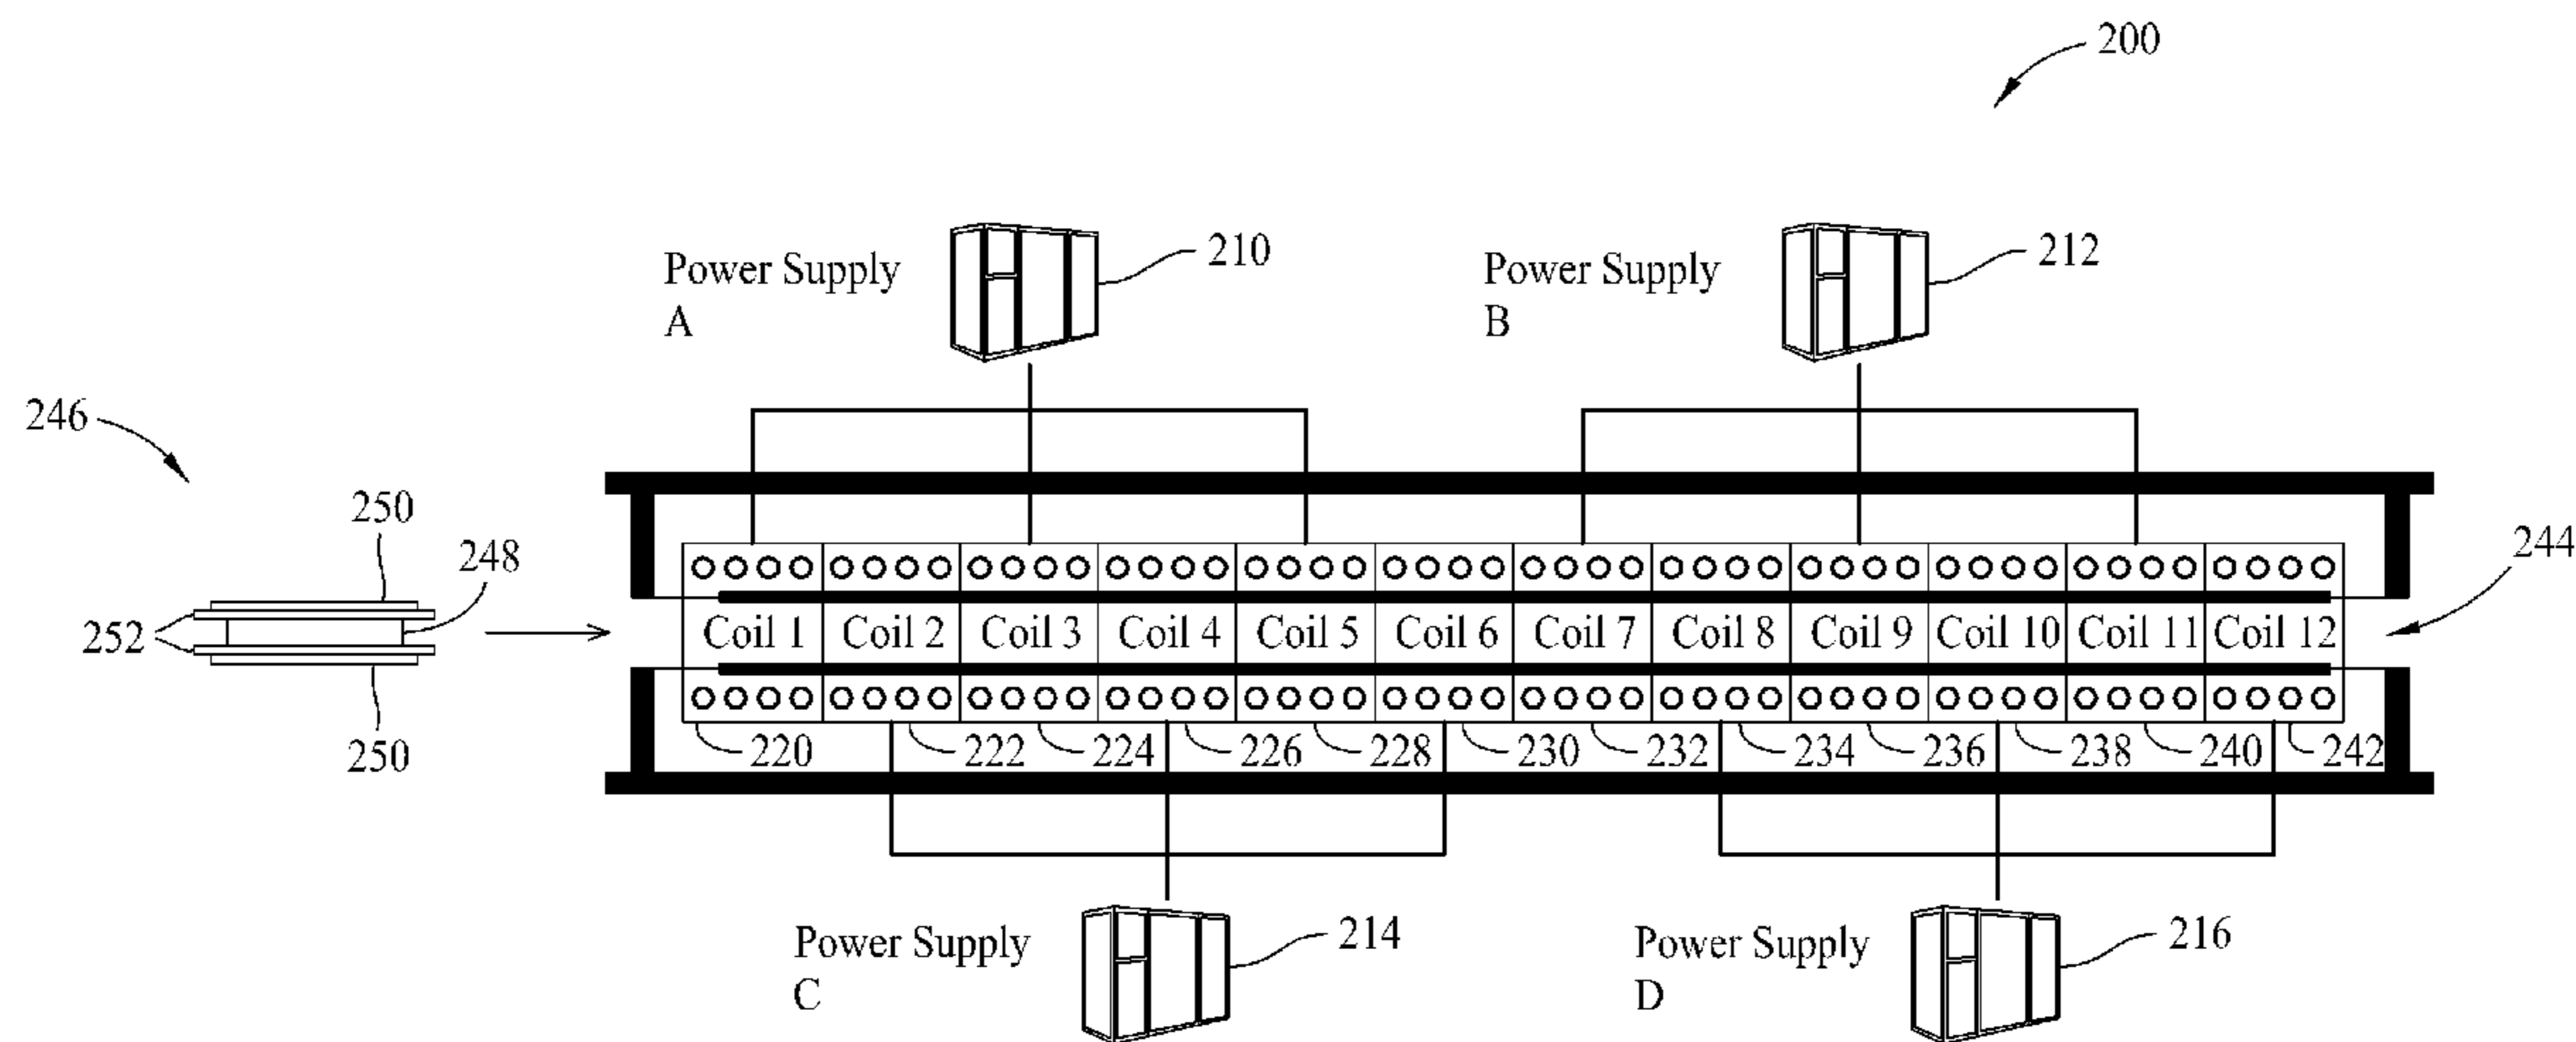 200
Power Supply
A
210
Power Supply
B
212
246
250
248
252
250
244
Coil 1 Coil 2 Coil 3 Coil 4 Coil 5 Coil 6 Coil 7 Coil 8 Coil 9 Coil 10 Coil 11 Coil 12
220 222 224 226 228 230 232 234 236 238 240 242
Power Supply
C
214
Power Supply
D
216